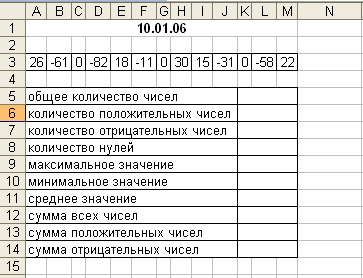 A B C D E F G H I J K L M N
1 10.01.06
2
3 26 -61 0 -82 18 -11 0 30 15 -31 0 -58 22
4
5 общее количество чисел
6 количество положительных чисел
7 количество отрицательных чисел
8 количество нулей
9 максимальное значение
10 минимальное значение
11 среднее значение
12 сумма всех чисел
13 сумма положительных чисел
14 сумма отрицательных чисел
15